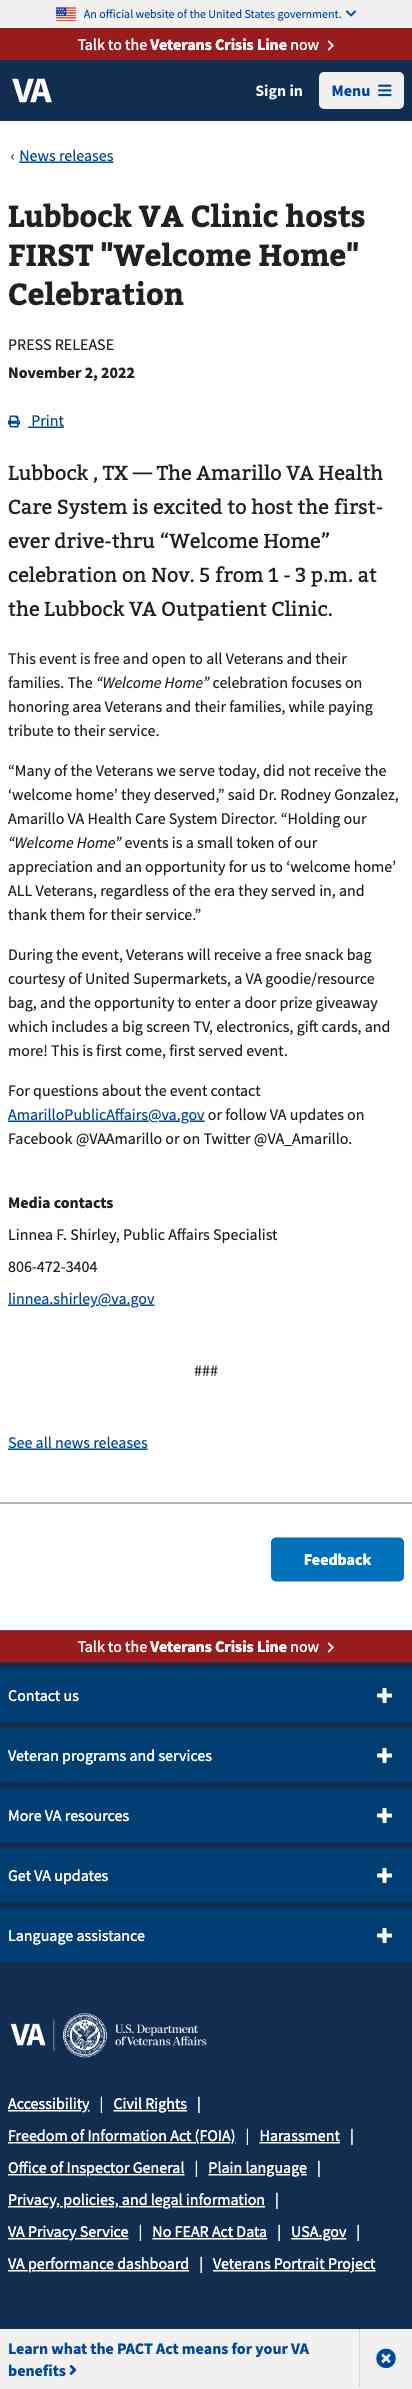 An official website of the United States government.
Talk to the Veterans Crisis Line now
VA
Sign in
Menu
‹ News releases
Lubbock VA Clinic hosts
FIRST "Welcome Home"
Celebration
PRESS RELEASE
November 2, 2022
Print
Lubbock , TX — The Amarillo VA Health
Care System is excited to host the first-
ever drive-thru “Welcome Home”
celebration on Nov. 5 from 1 - 3 p.m. at
the Lubbock VA Outpatient Clinic.
This event is free and open to all Veterans and their
families. The “Welcome Home” celebration focuses on
honoring area Veterans and their families, while paying
tribute to their service.
“Many of the Veterans we serve today, did not receive the
‘welcome home’ they deserved,” said Dr. Rodney Gonzalez,
Amarillo VA Health Care System Director. “Holding our
“Welcome Home” events is a small token of our
appreciation and an opportunity for us to ‘welcome home’
ALL Veterans, regardless of the era they served in, and
thank them for their service.”
During the event, Veterans will receive a free snack bag
courtesy of United Supermarkets, a VA goodie/resource
bag, and the opportunity to enter a door prize giveaway
which includes a big screen TV, electronics, gift cards, and
more! This is first come, first served event.
For questions about the event contact
AmarilloPublicAffairs@va.gov or follow VA updates on
Facebook @VAAmarillo or on Twitter @VA_Amarillo.
Media contacts
Linnea F. Shirley, Public Affairs Specialist
806-472-3404
linnea.shirley@va.gov
###
See all news releases
Feedback
Talk to the Veterans Crisis Line now
Contact us
Veteran programs and services
More VA resources
Get VA updates
Language assistance
VA | U.S. Department
of Veterans Affairs
Accessibility | Civil Rights |
Freedom of Information Act (FOIA) | Harassment |
Office of Inspector General | Plain language |
Privacy, policies, and legal information |
VA Privacy Service | No FEAR Act Data | USA.gov |
VA performance dashboard | Veterans Portrait Project
Learn what the PACT Act means for your VA
benefits